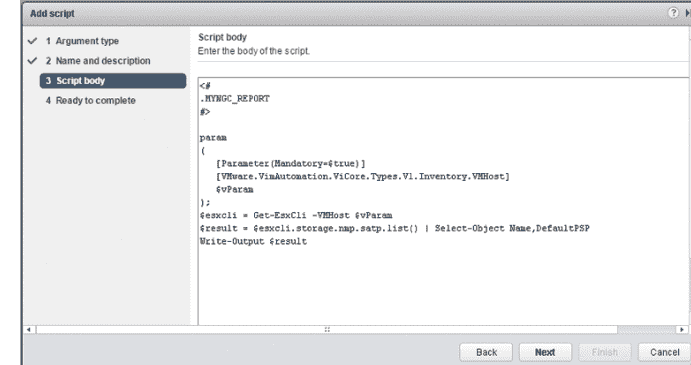 Add script
?
1 Argument type
2 Name and description
3 Script body
4 Ready to complete
Script body
Enter the body of the script.
<#
.MYNGC_REPORT
#>
param
(
[Parameter(Mandatory=$true)]
[VMware.VimAutomation.ViCore.Types.V1.Inventory.VMHost]
$vParam
);
$esxcli = Get-EsxCli -VMHost $vParam
$result = $esxcli.storage.nmp.satp.list() | Select-Object Name,DefaultPSP
Write-Output $result
Back Next Finish Cancel